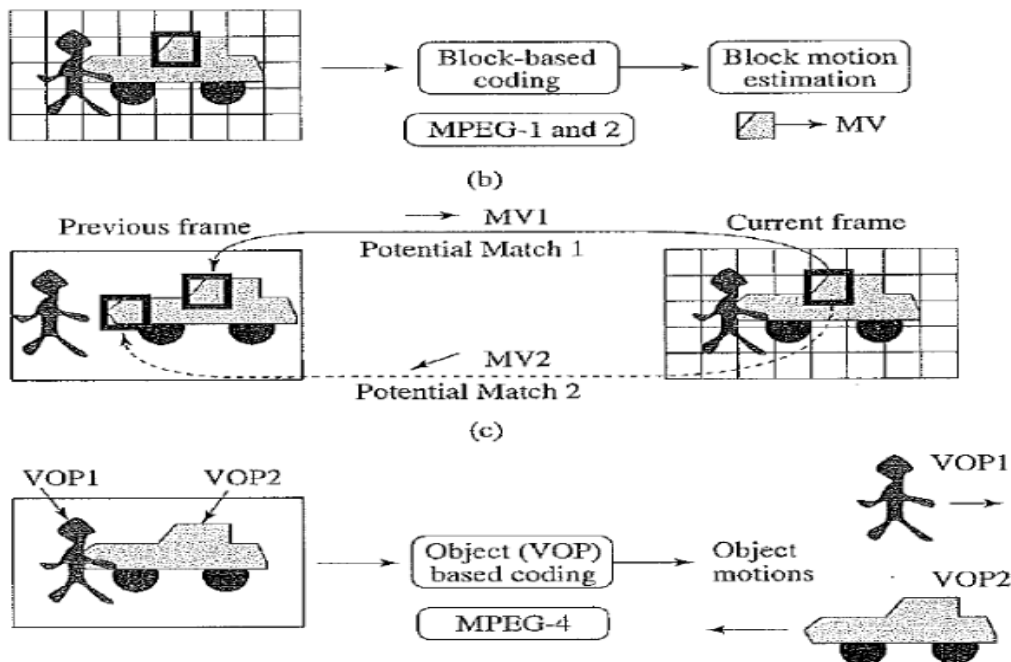 Block-based
coding
Block motion
estimation
MPEG-1 and 2
MV
(b)
Previous frame
MV1
Current frame
Potential Match 1
MV2
Potential Match 2
(c)
VOP1
VOP2
VOP1
Object (VOP)
based coding
Object
motions
VOP2
MPEG-4